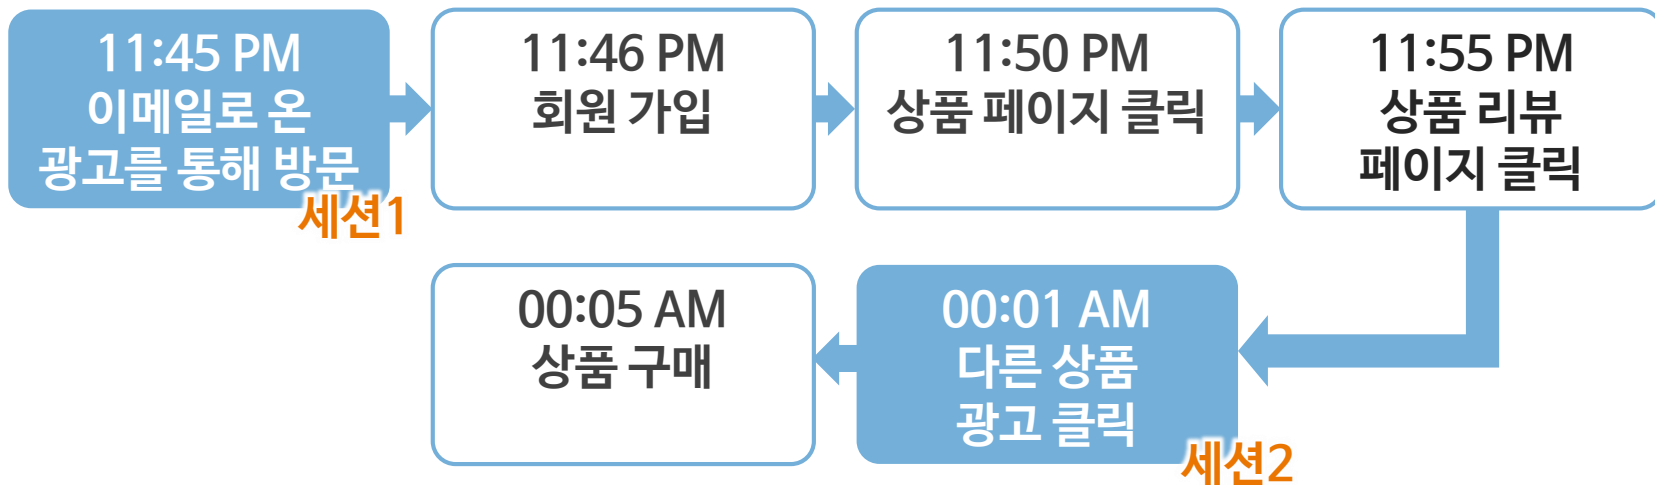 11:45 PM
이메일로 온
광고를 통해 방문
세션1
11:46 PM
회원 가입
11:50 PM
상품 페이지 클릭
11:55 PM
상품 리뷰
페이지 클릭
00:01 AM
다른 상품
광고 클릭
세션2
00:05 AM
상품 구매